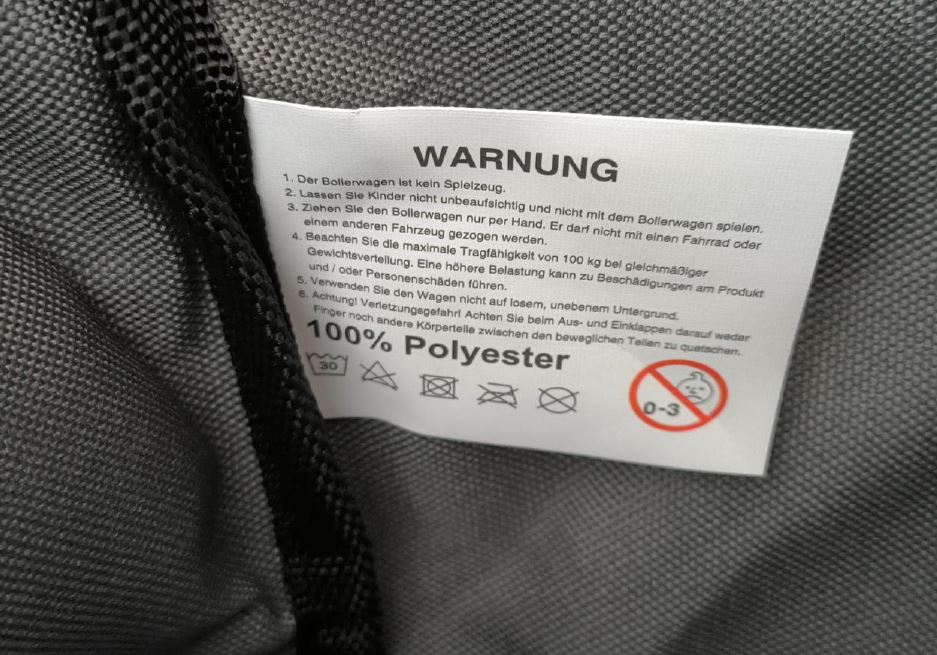 WARNUNG
1. Der Bollerwagen ist kein Spielzeug.
2. Lassen Sie Kinder nicht unbeaufsichtig und nicht mit dem Bollerwagen spielen.
3. Ziehen Sie den Bollerwagen nur per Hand. Er darf nicht mit einen Fahrrad oder
einem anderen Fahrzeug gezogen werden.
4. Beachten Sie die maximale Tragfähigkeit von 100 kg bei gleichmäßiger
Gewichtsverteilung. Eine höhere Belastung kann zu Beschädigungen am Produkt
und / oder Personenschäden führen.
5. Verwenden Sie den Wagen nicht auf losem, unebenem Untergrund.
6. Achtung! Verletzungsgefahr! Achten Sie beim Aus- und Einklappen darauf weder
Finger noch andere Körperteile zwischen den beweglichen Teilen zu quetschen.
100% Polyester
30
0-3